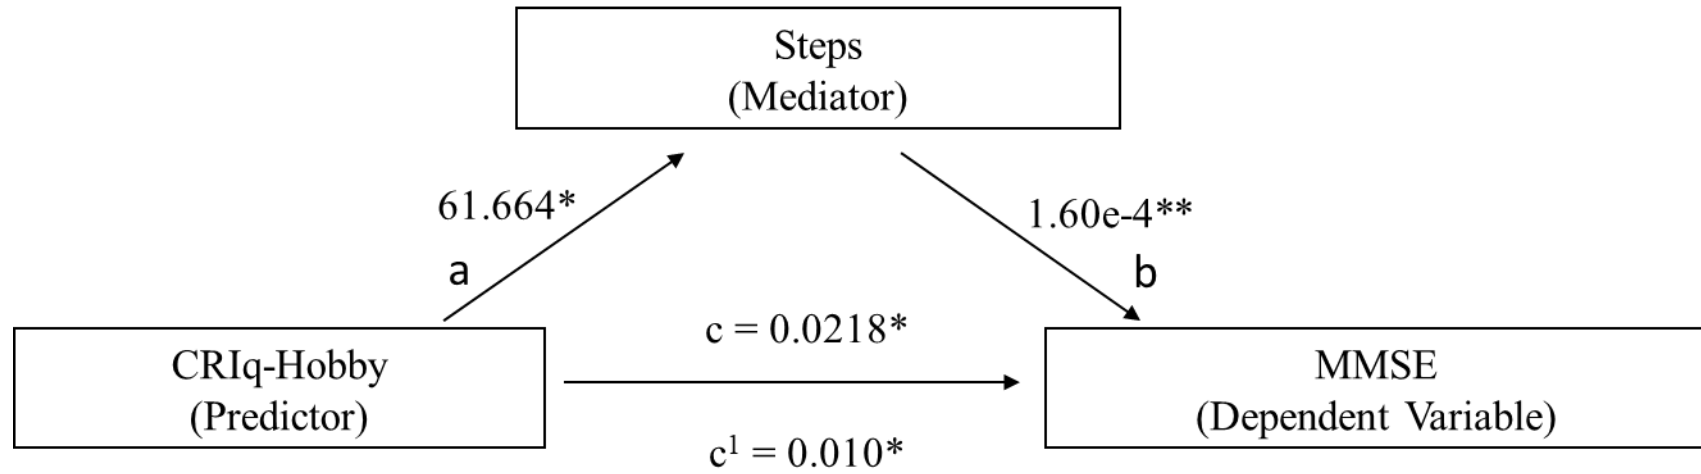 Steps
(Mediator)
61.664*
1.60e-4**
a
b
c = 0.0218*
CRIq-Hobby
(Predictor)
MMSE
(Dependent Variable)
c¹ = 0.010*